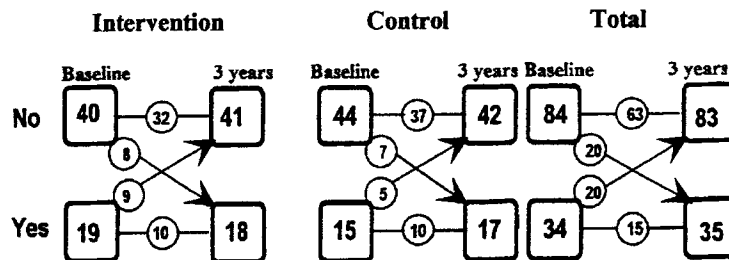 Intervention Control Total
Baseline 3 years Baseline 3 years Baseline 3 years
No 40 32 41 44 37 42 84 63 83
8 7 20
9 5 20
Yes 19 10 18 15 10 17 34 15 35